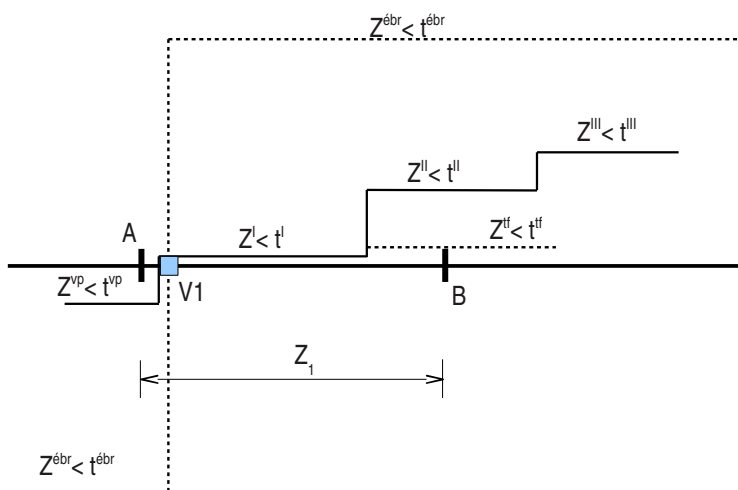 Z^ébr < t^ébr
Z^III < t^III
Z^II < t^II
A
Z^I < t^I
Z^tf < t^tf
Z^vp < t^vp
V1
B
Z_1
Z^ébr < t^ébr